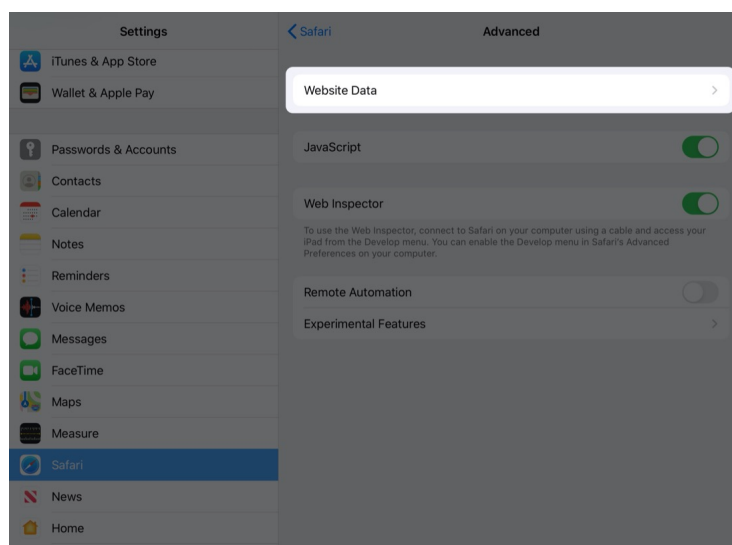 Settings
iTunes & App Store
Wallet & Apple Pay
Passwords & Accounts
Contacts
Calendar
Notes
Reminders
Voice Memos
Messages
FaceTime
Maps
Measure
Safari
News
Home
Safari
Advanced
Website Data
JavaScript
Web Inspector
To use the Web Inspector, connect to Safari on your computer using a cable and access your
iPad from the Develop menu. You can enable the Develop menu in Safari's Advanced
Preferences on your computer.
Remote Automation
Experimental Features